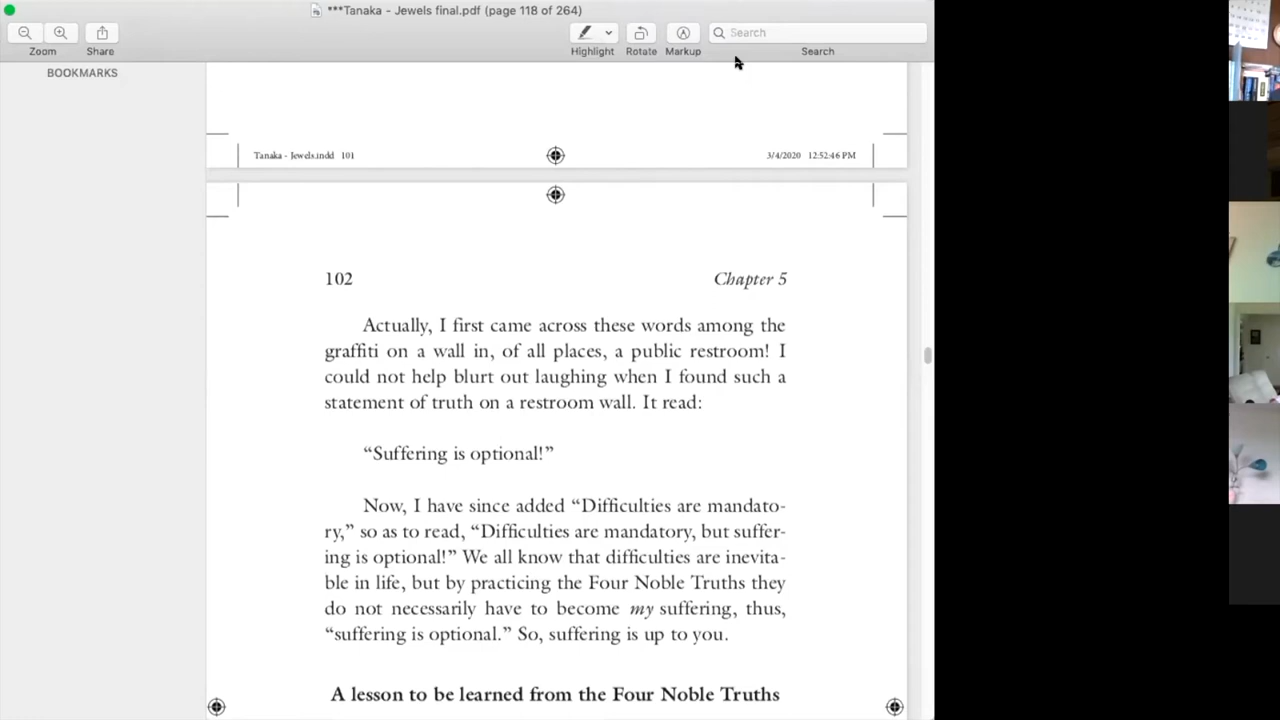 ***Tanaka - Jewels final.pdf (page 118 of 264)
Search
Zoom
Share
Highlight
Rotate
Markup
Search
BOOKMARKS
Tanaka - Jewels.indd 101
3/4/2020 12:52:46 PM
102
Chapter 5
Actually, I first came across these words among the
graffiti on a wall in, of all places, a public restroom! I
could not help blurt out laughing when I found such a
statement of truth on a restroom wall. It read:
“Suffering is optional!”
Now, I have since added “Difficulties are mandato-
ry,” so as to read, “Difficulties are mandatory, but suffer-
ing is optional!” We all know that difficulties are inevita-
ble in life, but by practicing the Four Noble Truths they
do not necessarily have to become my suffering, thus,
“suffering is optional.” So, suffering is up to you.
A lesson to be learned from the Four Noble Truths